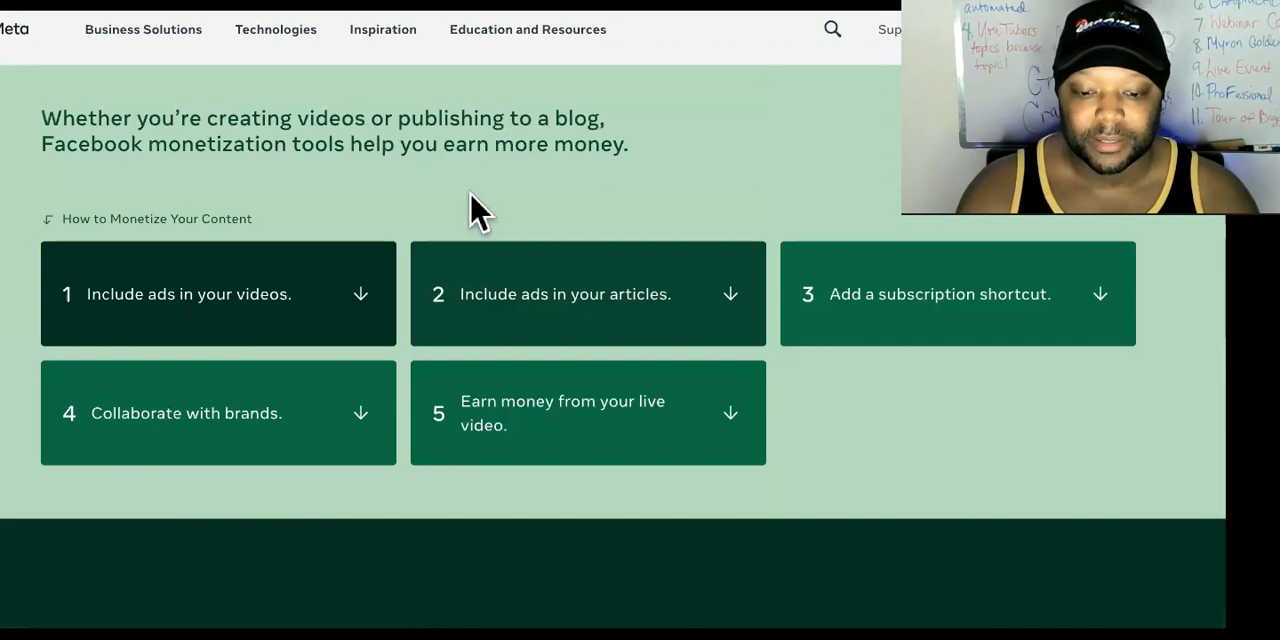 Meta
Business Solutions
Technologies
Inspiration
Education and Resources
Whether you're creating videos or publishing to a blog,
Facebook monetization tools help you earn more money.
How to Monetize Your Content
1 Include ads in your videos.
2 Include ads in your articles.
3 Add a subscription shortcut.
4 Collaborate with brands.
5 Earn money from your live
video.
automated
4. YouTubers
topics because
topic!
7. Webinar
8 Myron Golden
9. Live Event
10. Professional
11. Tour of